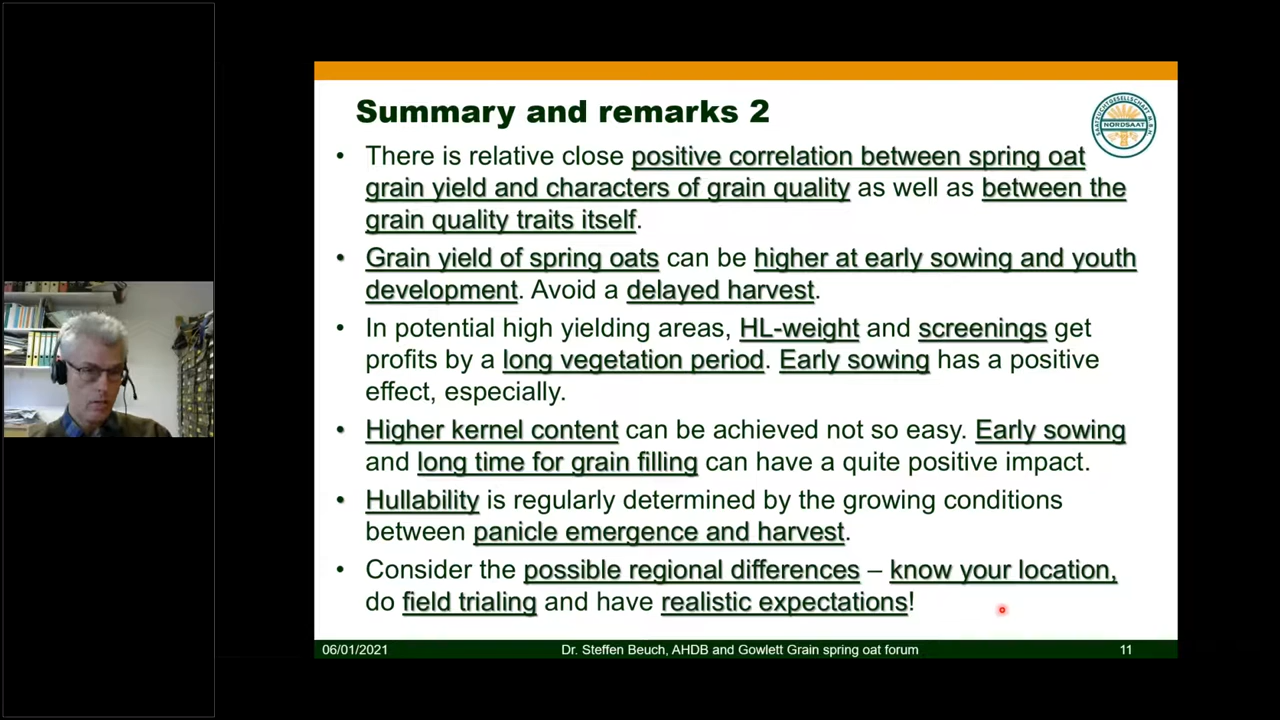 Summary and remarks 2
NORDSAAT
• There is relative close positive correlation between spring oat
grain yield and characters of grain quality as well as between the
grain quality traits itself.
• Grain yield of spring oats can be higher at early sowing and youth
development. Avoid a delayed harvest.
• In potential high yielding areas, HL-weight and screenings get
profits by a long vegetation period. Early sowing has a positive
effect, especially.
• Higher kernel content can be achieved not so easy. Early sowing
and long time for grain filling can have a quite positive impact.
• Hullability is regularly determined by the growing conditions
between panicle emergence and harvest.
• Consider the possible regional differences – know your location,
do field trialing and have realistic expectations!
06/01/2021
Dr. Steffen Beuch, AHDB and Gowlett Grain spring oat forum
11